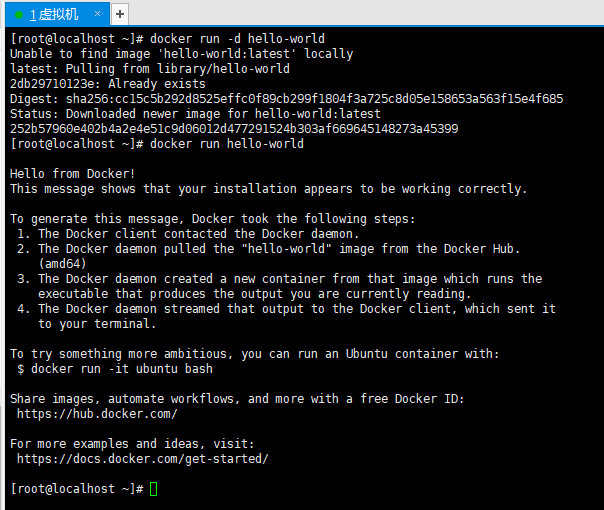 1 虚拟机 × +
[root@localhost ~]# docker run -d hello-world
Unable to find image 'hello-world:latest' locally
latest: Pulling from library/hello-world
2db29710123e: Already exists
Digest: sha256:cc15c5b292d8525effc0f89cb299f1804f3a725c8d05e158653a563f15e4f685
Status: Downloaded newer image for hello-world:latest
252b57960e402b4a2e4e51c9d06012d477291524b303af669645148273a45399
[root@localhost ~]# docker run hello-world
Hello from Docker!
This message shows that your installation appears to be working correctly.
To generate this message, Docker took the following steps:
1. The Docker client contacted the Docker daemon.
2. The Docker daemon pulled the "hello-world" image from the Docker Hub.
(amd64)
3. The Docker daemon created a new container from that image which runs the
executable that produces the output you are currently reading.
4. The Docker daemon streamed that output to the Docker client, which sent it
to your terminal.
To try something more ambitious, you can run an Ubuntu container with:
$ docker run -it ubuntu bash
Share images, automate workflows, and more with a free Docker ID:
https://hub.docker.com/
For more examples and ideas, visit:
https://docs.docker.com/get-started/
[root@localhost ~]#